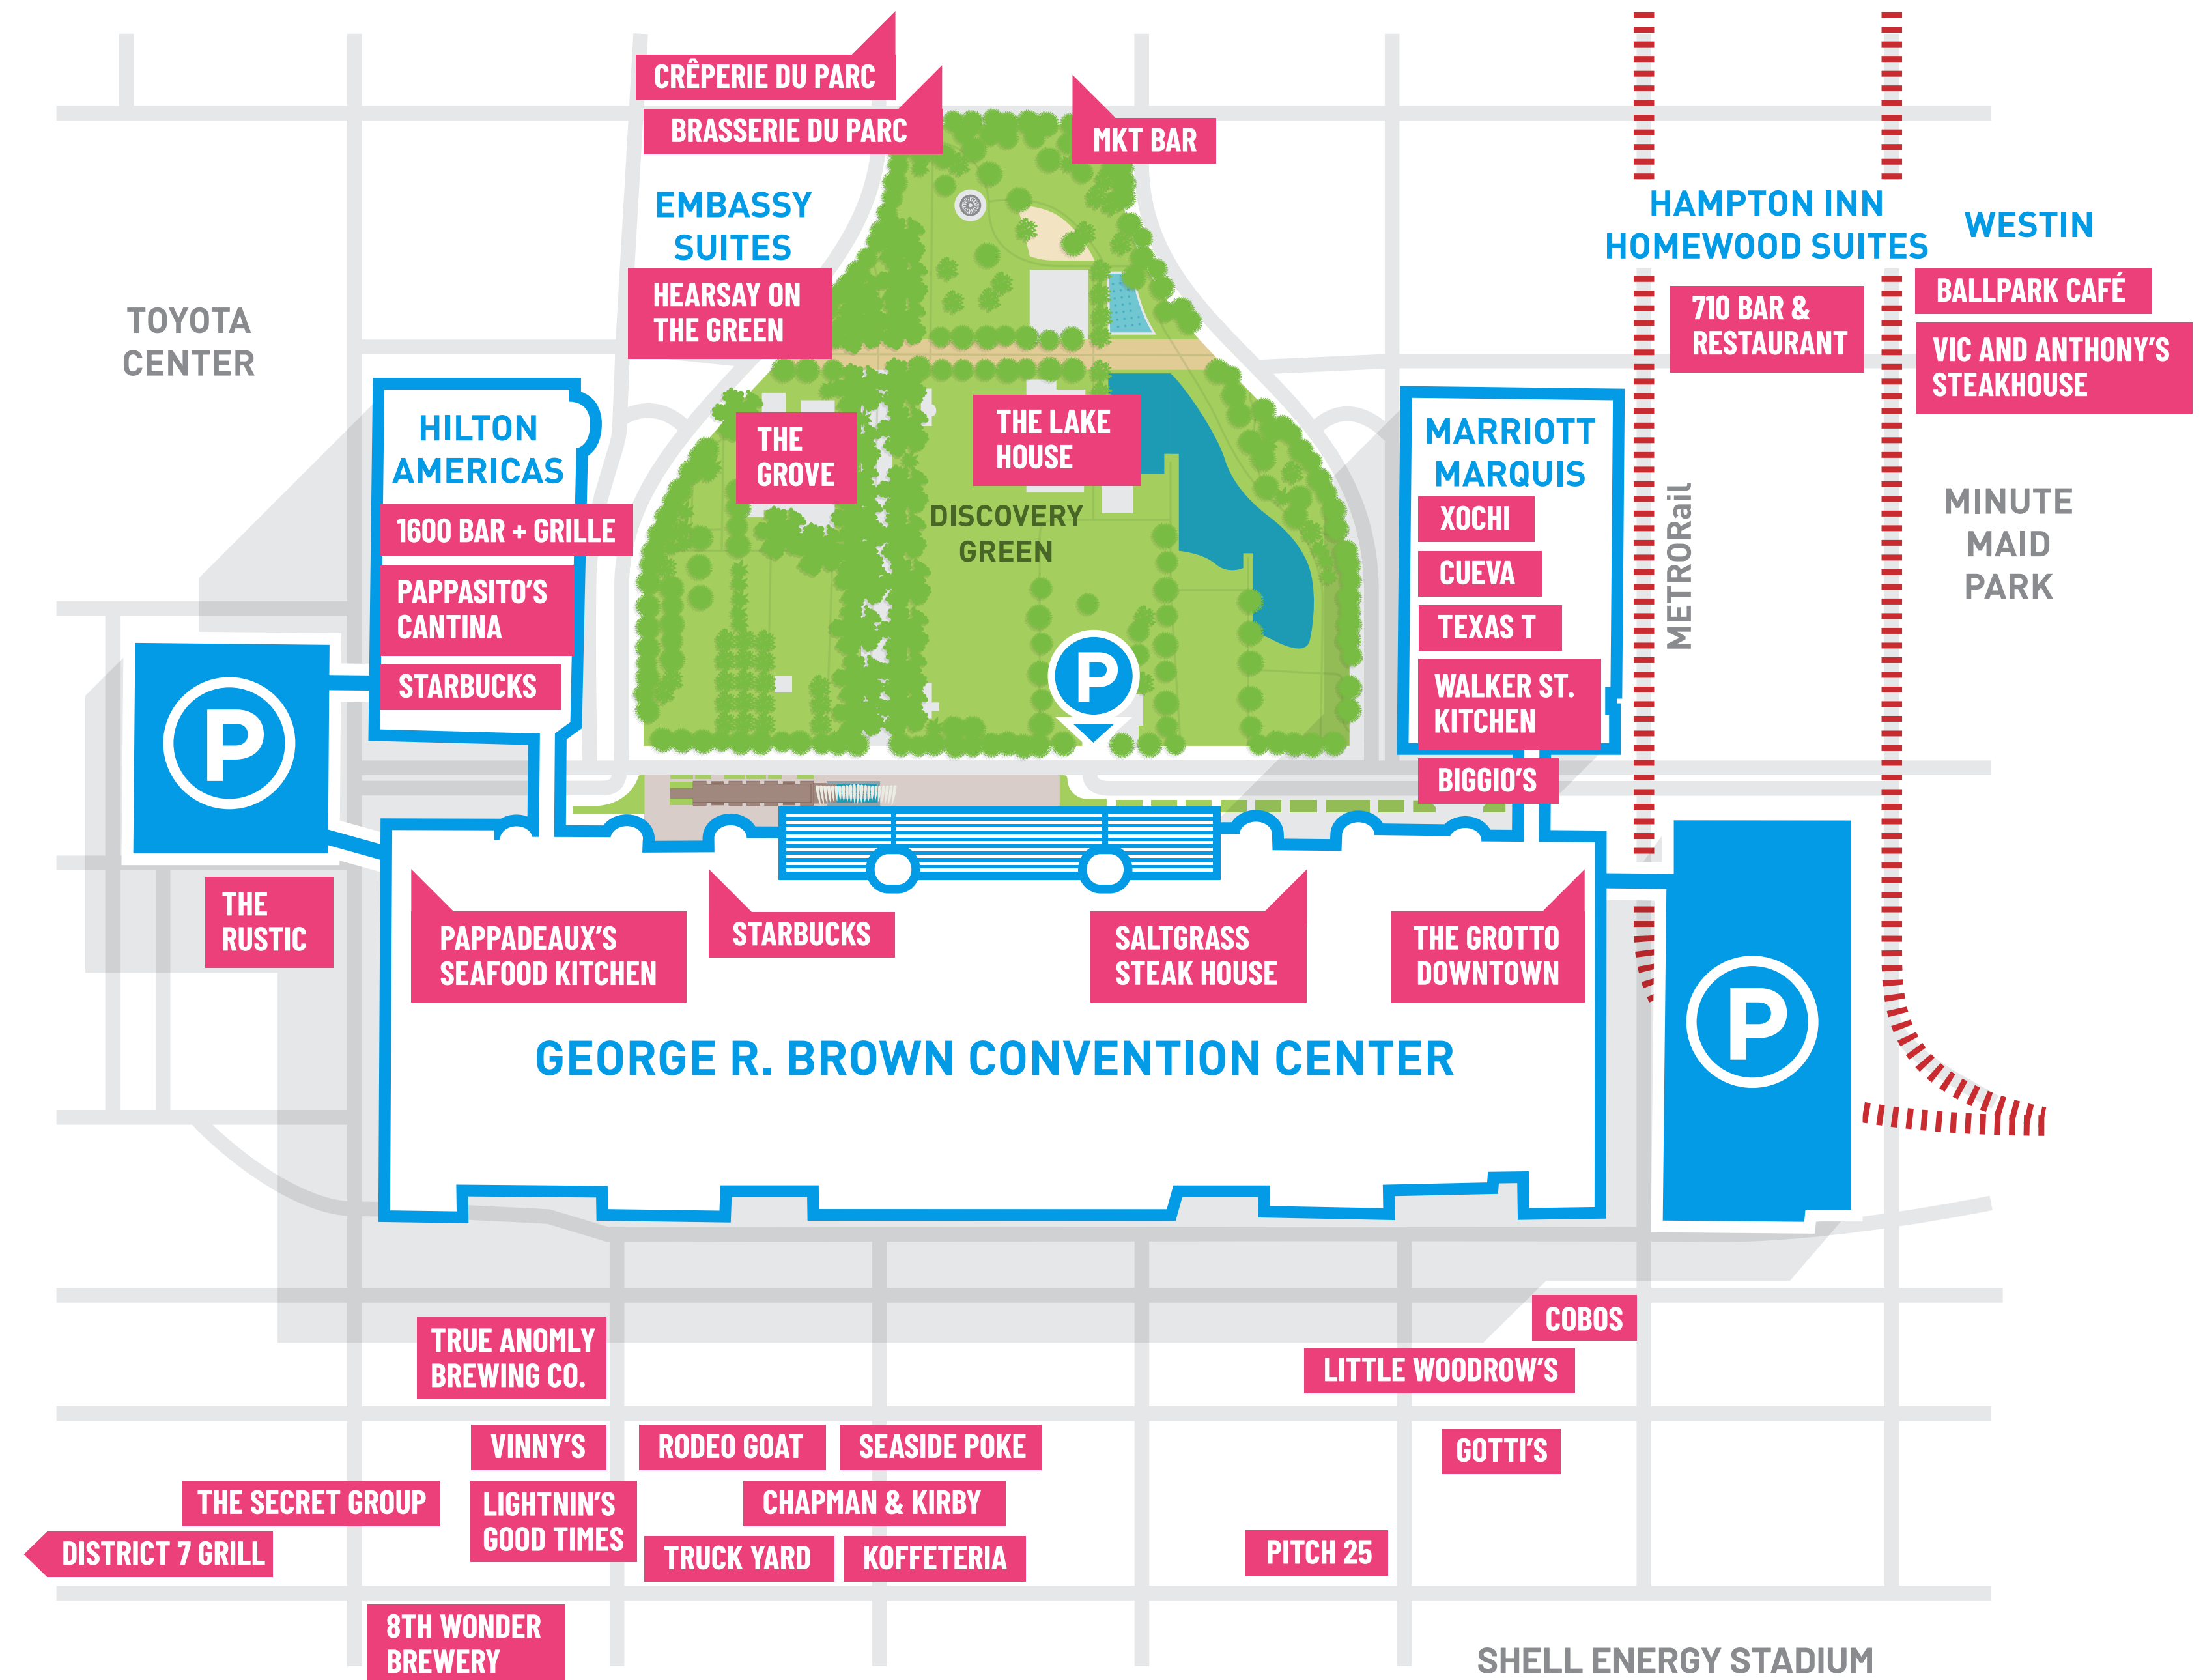 CRÊPERIE DU PARC
BRASSERIE DU PARC
MKT BAR
EMBASSY
SUITES
HEARSAY ON
THE GREEN
HAMPTON INN
HOMEWOOD SUITES
WESTIN
BALLPARK CAFÉ
710 BAR &
RESTAURANT
VIC AND ANTHONY'S
STEAKHOUSE
TOYOTA
CENTER
HILTON
AMERICAS
1600 BAR + GRILLE
PAPPASITO'S
CANTINA
STARBUCKS
THE
GROVE
THE LAKE
HOUSE
DISCOVERY
GREEN
P
MARRIOTT
MARQUIS
XOCHI
CUEVA
TEXAS T
WALKER ST.
KITCHEN
BIGGIO'S
METRORail
MINUTE
MAID
PARK
P
THE
RUSTIC
PAPPADEAUX'S
SEAFOOD KITCHEN
STARBUCKS
SALTGRASS
STEAK HOUSE
THE GROTTO
DOWNTOWN
P
GEORGE R. BROWN CONVENTION CENTER
COBOS
TRUE ANOMLY
BREWING CO.
LITTLE WOODROW'S
VINNY'S
RODEO GOAT
SEASIDE POKE
GOTTI'S
THE SECRET GROUP
LIGHTNIN'S
GOOD TIMES
CHAPMAN & KIRBY
DISTRICT 7 GRILL
TRUCK YARD
KOFFETERIA
PITCH 25
8TH WONDER
BREWERY
SHELL ENERGY STADIUM